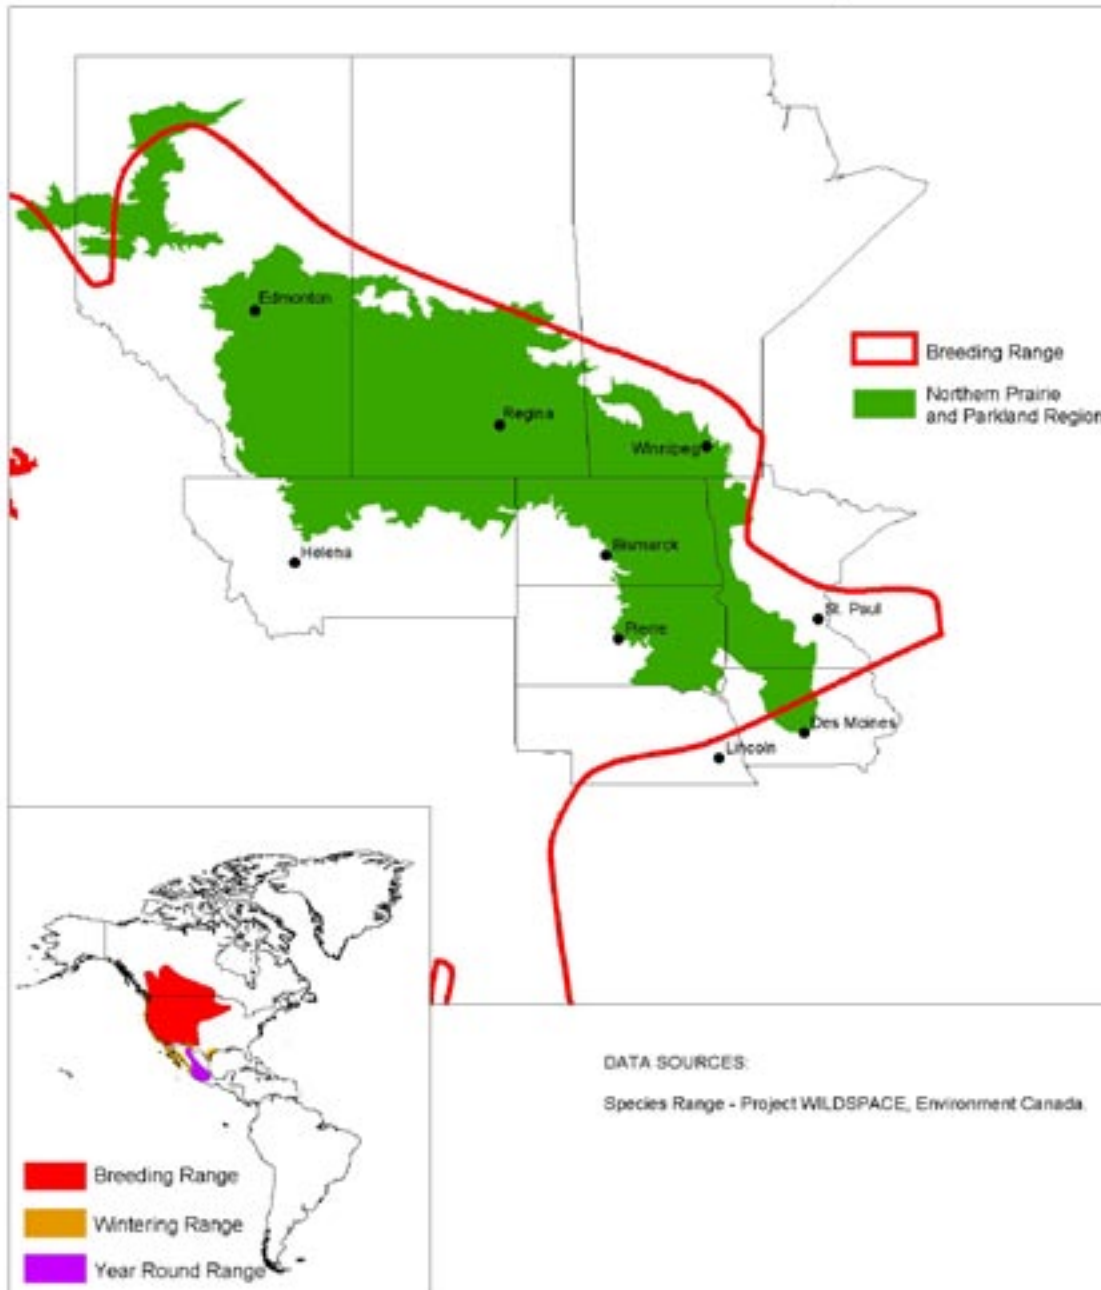 Edmonton
Regina
Winnipeg
Helena
Bismarck
Pierre
St. Paul
Des Moines
Lincoln
Breeding Range
Northern Prairie
and Parkland Region
DATA SOURCES:
Species Range - Project WILDSPACE, Environment Canada.
Breeding Range
Wintering Range
Year Round Range